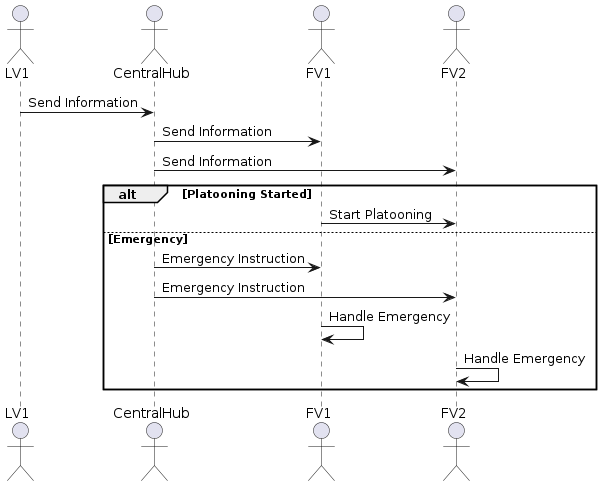 LV1 CentralHub FV1 FV2
Send Information
Send Information
Send Information
alt [Platooning Started]
Start Platooning
[Emergency]
Emergency Instruction
Emergency Instruction
Handle Emergency
Handle Emergency
LV1 CentralHub FV1 FV2